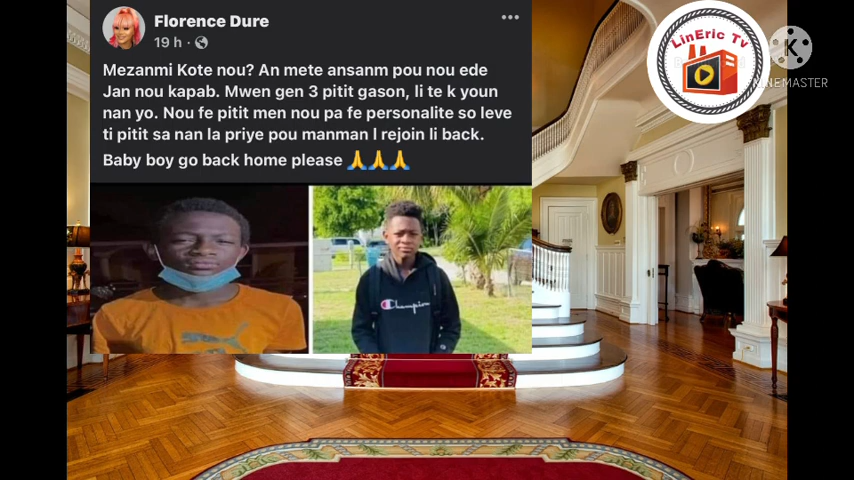 Florence Dure
19 h ·
Mezanmi Kote nou? An mete ansanm pou nou ede
Jan nou kapab. Mwen gen 3 pitit gason, li te k youn
nan yo. Nou fe pitit men nou pa fe personalite so leve
ti pitit sa nan la priye pou manman l rejoin li back.
Baby boy go back home please 🙏🙏🙏
Champion
LinEric Tv
K
KINEMASTER